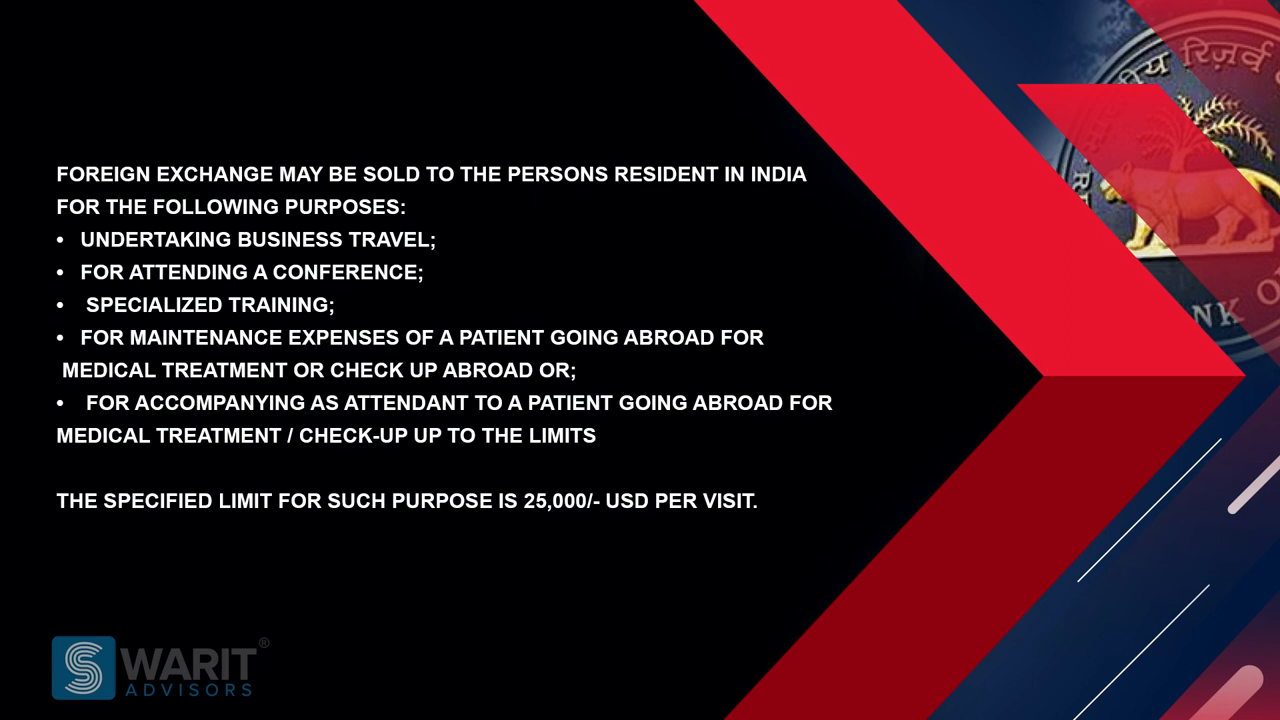 FOREIGN EXCHANGE MAY BE SOLD TO THE PERSONS RESIDENT IN INDIA
FOR THE FOLLOWING PURPOSES:
• UNDERTAKING BUSINESS TRAVEL;
• FOR ATTENDING A CONFERENCE;
• SPECIALIZED TRAINING;
• FOR MAINTENANCE EXPENSES OF A PATIENT GOING ABROAD FOR
MEDICAL TREATMENT OR CHECK UP ABROAD OR;
• FOR ACCOMPANYING AS ATTENDANT TO A PATIENT GOING ABROAD FOR
MEDICAL TREATMENT / CHECK-UP UP TO THE LIMITS
THE SPECIFIED LIMIT FOR SUCH PURPOSE IS 25,000/- USD PER VISIT.
SWARIT®
ADVISORS
रिज़र्व